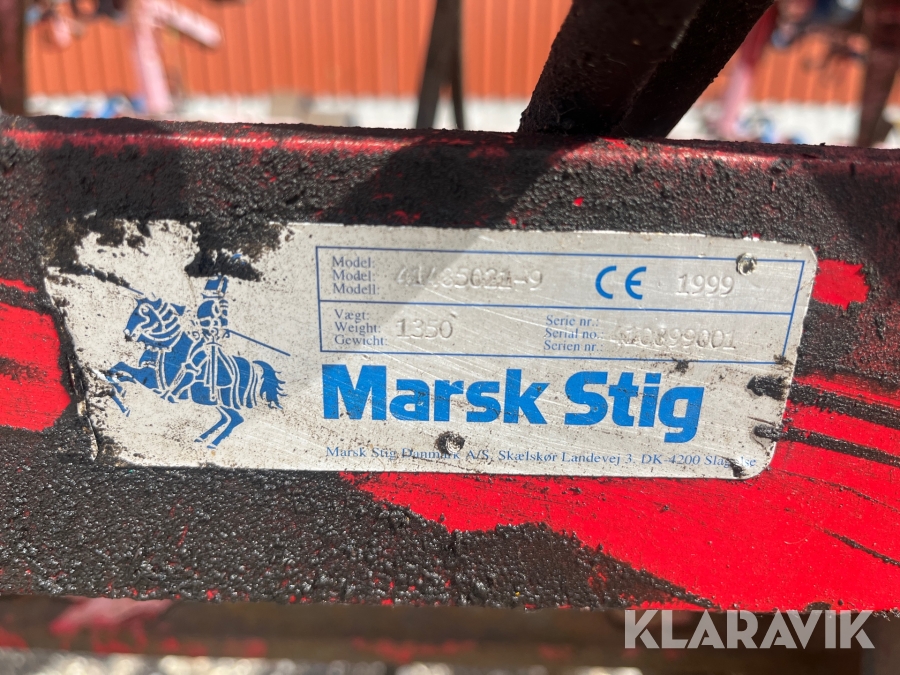 Model:
Model:
Modell:
CE 1999
Vægt:
Weight: 1350
Gewicht:
Serie nr.:
Serial no.:
Serien nr.:
Marsk Stig
Marsk Stig Danmark A/S, Skælskør Landevej 3, DK-4200
KLARAVIK